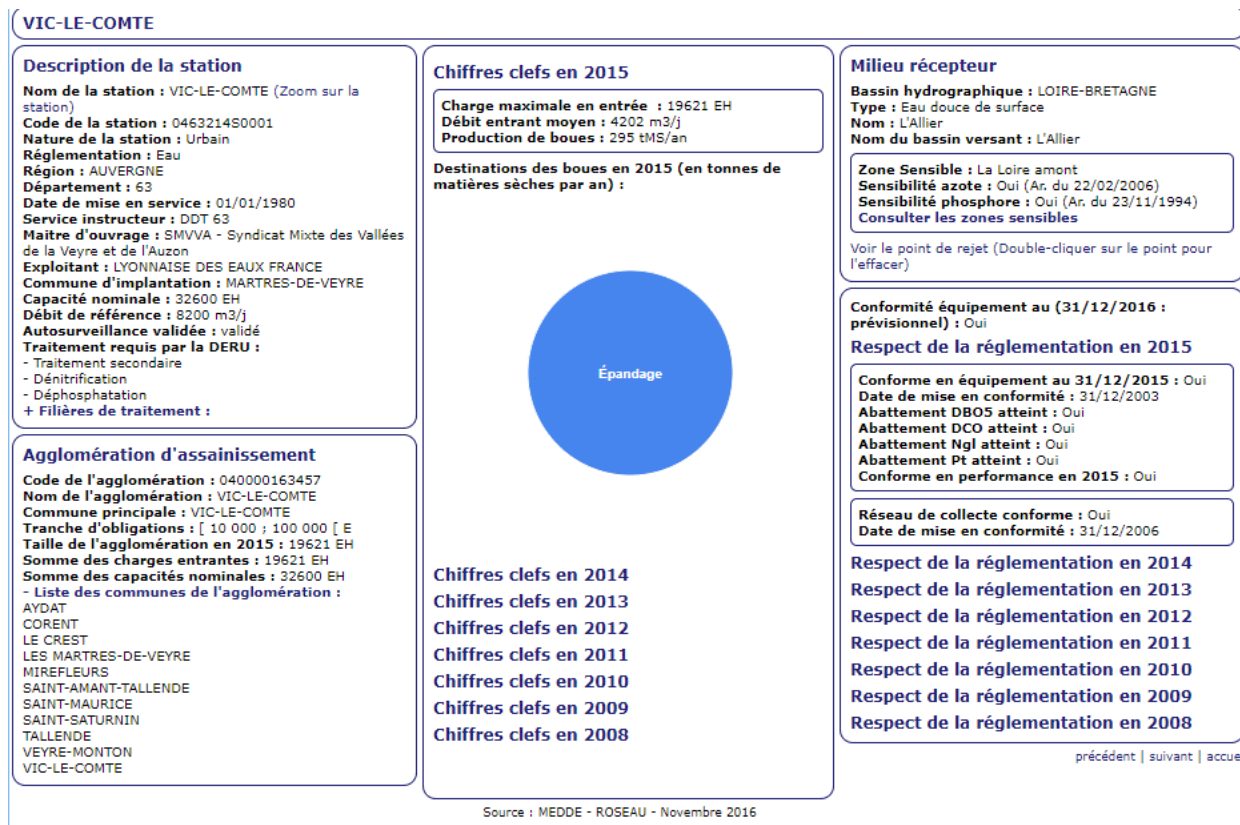 VIC-LE-COMTE
Description de la station
Nom de la station : VIC-LE-COMTE (Zoom sur la
station)
Code de la station : 0463214S0001
Nature de la station : Urbain
Réglementation : Eau
Région : AUVERGNE
Département : 63
Date de mise en service : 01/01/1980
Service instructeur : DDT 63
Maitre d'ouvrage : SMVVA - Syndicat Mixte des Vallées
de la Veyre et de l'Auzon
Exploitant : LYONNAISE DES EAUX FRANCE
Commune d'implantation : MARTRES-DE-VEYRE
Capacité nominale : 32600 EH
Débit de référence : 8200 m3/j
Autosurveillance validée : validé
Traitement requis par la DERU :
- Traitement secondaire
- Dénitrification
- Déphosphatation
+ Filières de traitement :
Agglomération d'assainissement
Code de l'agglomération : 040000163457
Nom de l'agglomération : VIC-LE-COMTE
Commune principale : VIC-LE-COMTE
Tranche d'obligations : [ 10 000 ; 100 000 [ E
Taille de l'agglomération en 2015 : 19621 EH
Somme des charges entrantes : 19621 EH
Somme des capacités nominales : 32600 EH
- Liste des communes de l'agglomération :
AYDAT
CORENT
LE CREST
LES MARTRES-DE-VEYRE
MIREFLEURS
SAINT-AMANT-TALLENDE
SAINT-MAURICE
SAINT-SATURNIN
TALLENDE
VEYRE-MONTON
VIC-LE-COMTE
Chiffres clefs en 2015
Charge maximale en entrée : 19621 EH
Débit entrant moyen : 4202 m3/j
Production de boues : 295 tMS/an
Destinations des boues en 2015 (en tonnes de
matières sèches par an) :
Épandage
Chiffres clefs en 2014
Chiffres clefs en 2013
Chiffres clefs en 2012
Chiffres clefs en 2011
Chiffres clefs en 2010
Chiffres clefs en 2009
Chiffres clefs en 2008
Milieu récepteur
Bassin hydrographique : LOIRE-BRETAGNE
Type : Eau douce de surface
Nom : L'Allier
Nom du bassin versant : L'Allier
Zone Sensible : La Loire amont
Sensibilité azote : Oui (Ar. du 22/02/2006)
Sensibilité phosphore : Oui (Ar. du 23/11/1994)
Consulter les zones sensibles
Voir le point de rejet (Double-cliquer sur le point pour
l'effacer)
Conformité équipement au (31/12/2016 :
prévisionnel) : Oui
Respect de la réglementation en 2015
Conforme en équipement au 31/12/2015 : Oui
Date de mise en conformité : 31/12/2003
Abattement DBO5 atteint : Oui
Abattement DCO atteint : Oui
Abattement Ngl atteint : Oui
Abattement Pt atteint : Oui
Conforme en performance en 2015 : Oui
Réseau de collecte conforme : Oui
Date de mise en conformité : 31/12/2006
Respect de la réglementation en 2014
Respect de la réglementation en 2013
Respect de la réglementation en 2012
Respect de la réglementation en 2011
Respect de la réglementation en 2010
Respect de la réglementation en 2009
Respect de la réglementation en 2008
précédent | suivant | accue
Source : MEDDE - ROSEAU - Novembre 2016